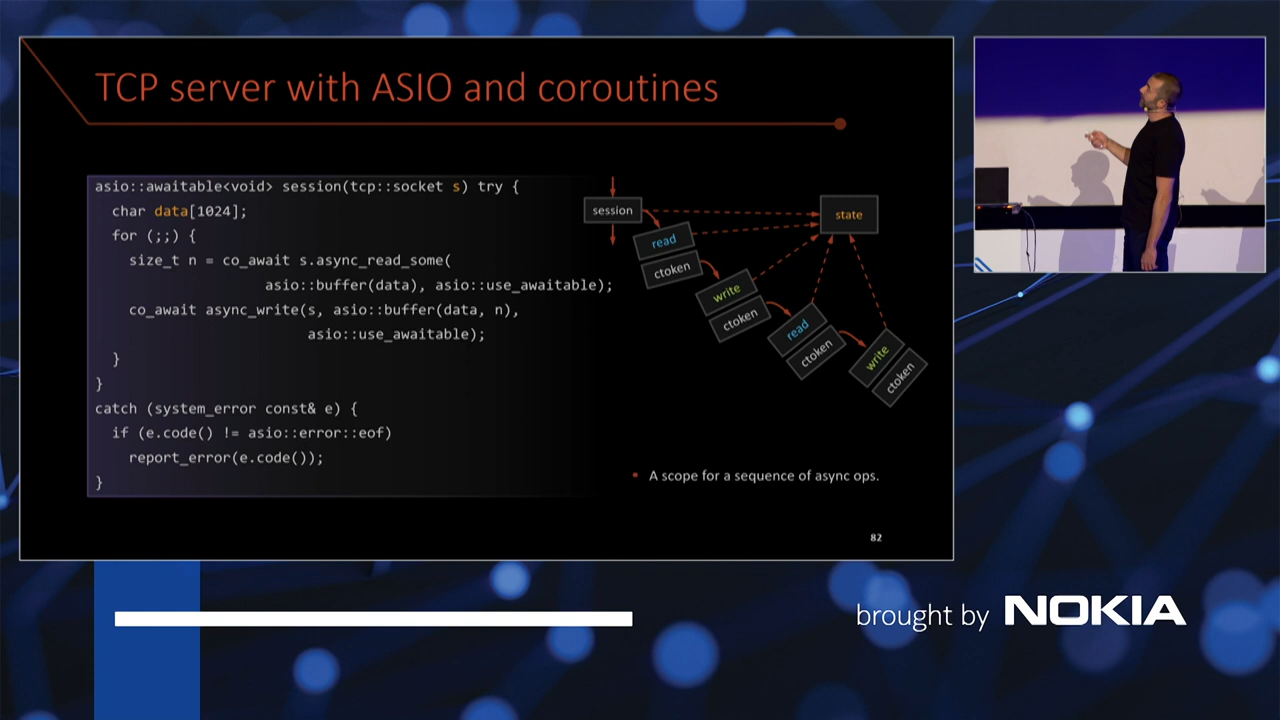 TCP server with ASIO and coroutines
asio::awaitable<void> session(tcp::socket s) try {
char data[1024];
for (;;) {
size_t n = co_await s.async_read_some(
asio::buffer(data), asio::use_awaitable);
co_await async_write(s, asio::buffer(data, n),
asio::use_awaitable);
}
}
catch (system_error const& e) {
if (e.code() != asio::error::eof)
report_error(e.code());
}
session
state
read
ctoken
write
ctoken
read
ctoken
write
ctoken
A scope for a sequence of async ops.
82
brought by NOKIA